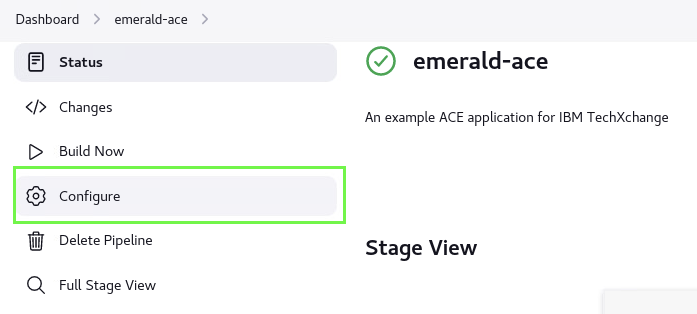 Dashboard
emerald-ace
Status
Changes
Build Now
Configure
Delete Pipeline
Full Stage View
emerald-ace
An example ACE application for IBM TechXchange
Stage View